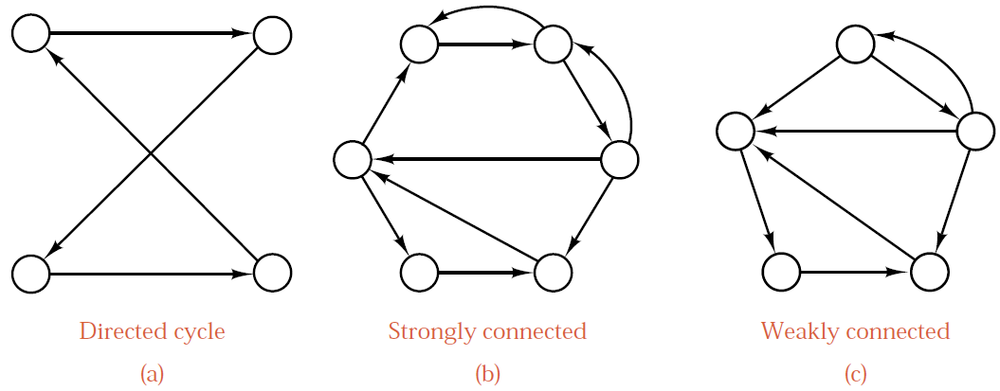 Directed cycle
(a)
Strongly connected
(b)
Weakly connected
(c)